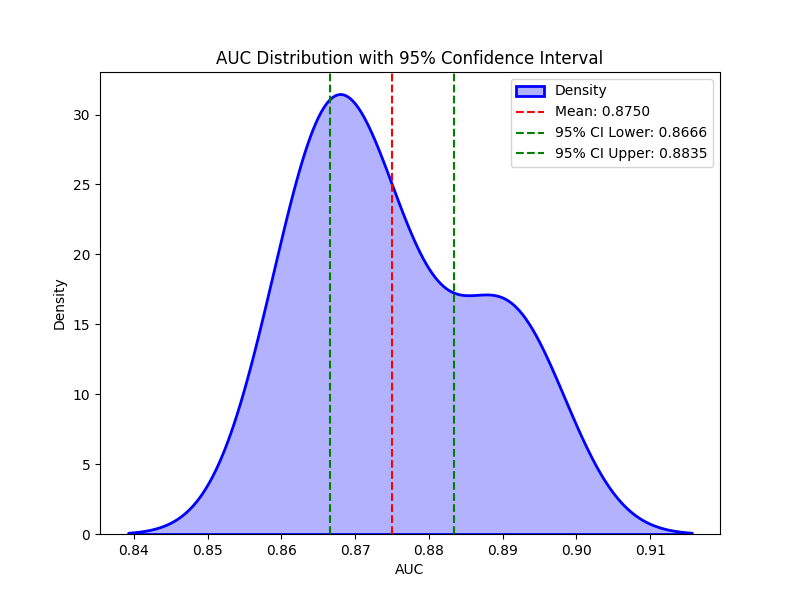 AUC Distribution with 95% Confidence Interval
Density
Mean: 0.8750
95% CI Lower: 0.8666
95% CI Upper: 0.8835
30
25
20
15
10
5
0
Density
0.84 0.85 0.86 0.87 0.88 0.89 0.90 0.91
AUC